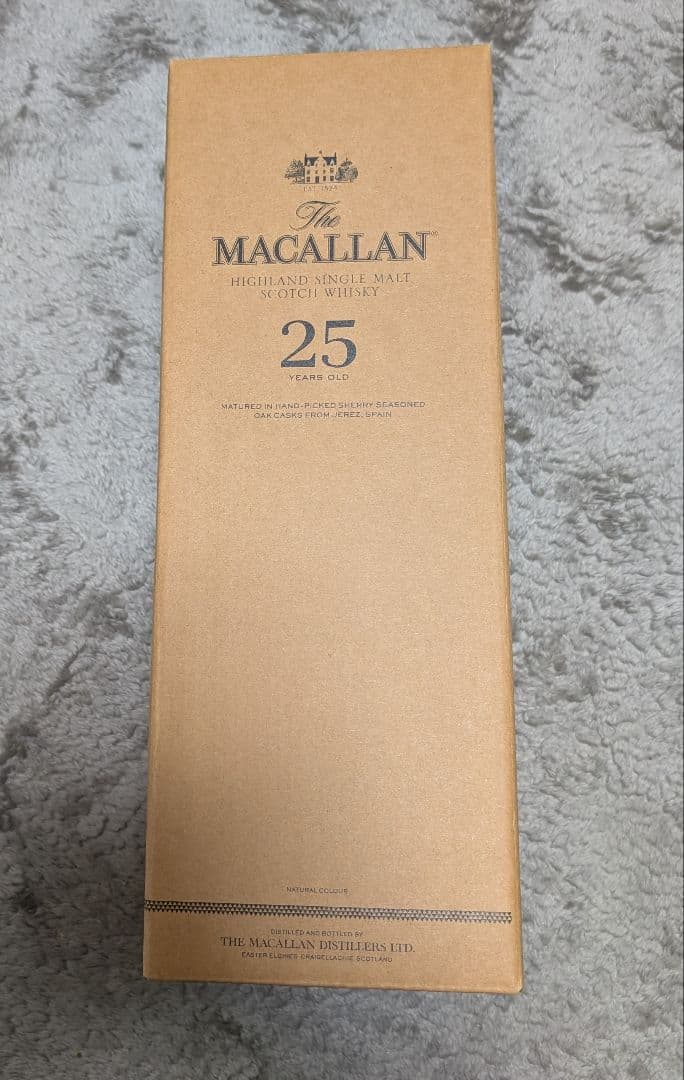 EST. 1824
The
MACALLAN®
HIGHLAND SINGLE MALT
SCOTCH WHISKY
25
YEARS OLD
MATURED IN HAND-PICKED SHERRY SEASONED
OAK CASKS FROM JEREZ, SPAIN
NATURAL COLOUR
DISTILLED AND BOTTLED BY
THE MACALLAN DISTILLERS LTD.
EASTER ELCHIES, CRAIGELLACHIE, SCOTLAND